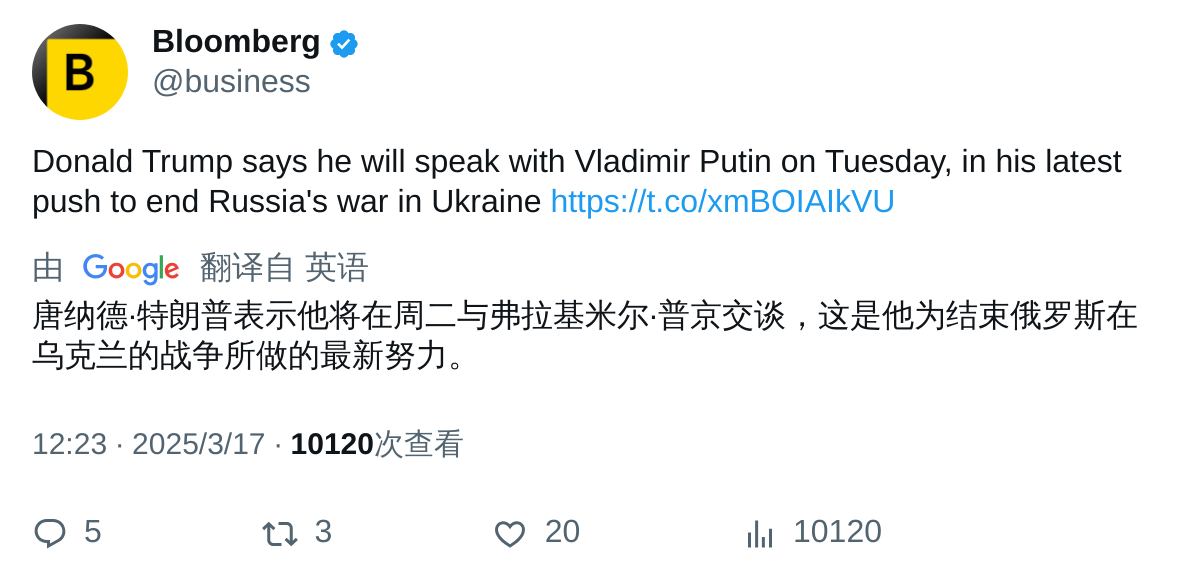 B
Bloomberg
@business
Donald Trump says he will speak with Vladimir Putin on Tuesday, in his latest
push to end Russia's war in Ukraine https://t.co/xmBOIAIkVU
由 Google 翻译自 英语
唐纳德·特朗普表示他将在周二与弗拉基米尔·普京交谈，这是他为结束俄罗斯在
乌克兰的战争所做的最新努力。
12:23 · 2025/3/17 · 10120次查看
5 3 20 10120